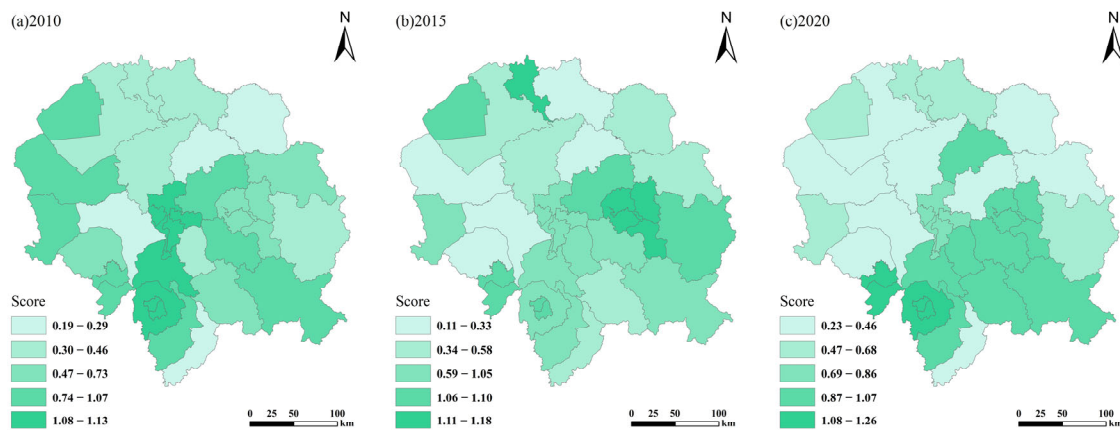 (a)2010
N
Score
0.19 – 0.29
0.30 – 0.46
0.47 – 0.73
0.74 – 1.07
1.08 – 1.13
0 25 50 100
km
(b)2015
N
Score
0.11 – 0.33
0.34 – 0.58
0.59 – 1.05
1.06 – 1.10
1.11 – 1.18
0 25 50 100
km
(c)2020
N
Score
0.23 – 0.46
0.47 – 0.68
0.69 – 0.86
0.87 – 1.07
1.08 – 1.26
0 25 50 100
km